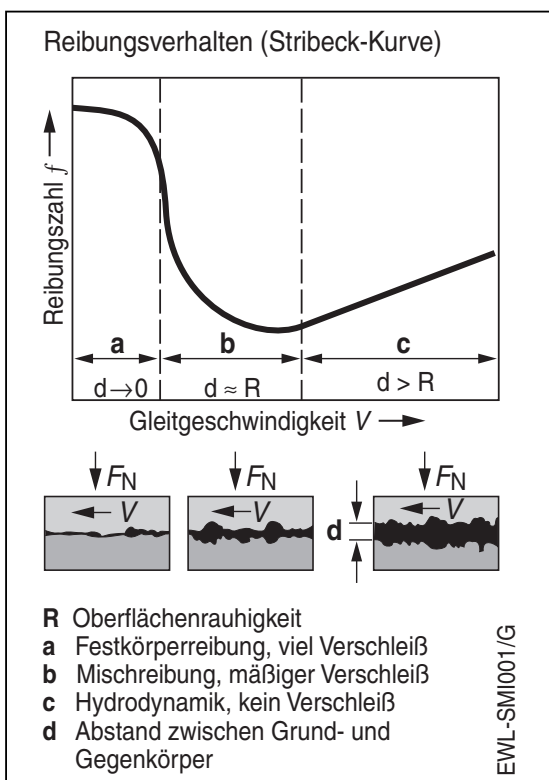 Reibungsverhalten (Stribeck-Kurve)
Reibungszahl f
a b c
d→0 d ≈ R d > R
Gleitgeschwindigkeit V
FN FN FN
V V V
d
R Oberflächenrauhigkeit
a Festkörperreibung, viel Verschleiß
b Mischreibung, mäßiger Verschleiß
c Hydrodynamik, kein Verschleiß
d Abstand zwischen Grund- und
Gegenkörper
EWL-SMI001/G